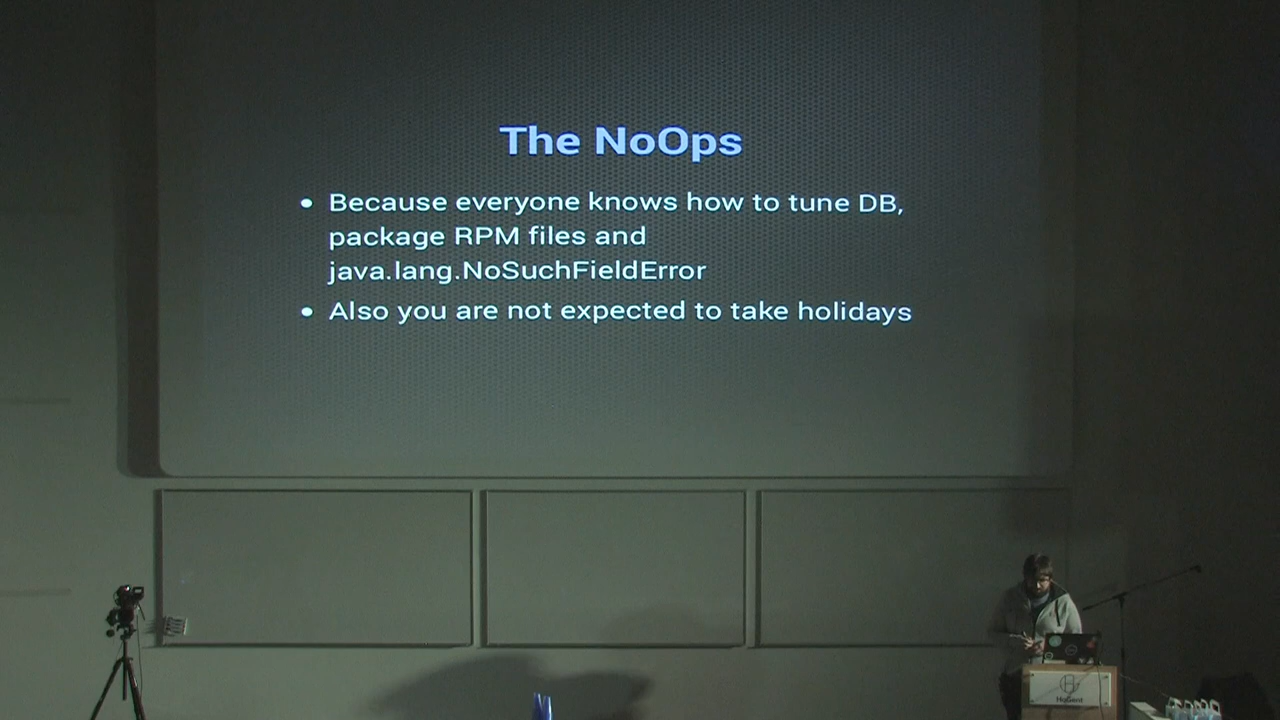 The NoOps
• Because everyone knows how to tune DB,
package RPM files and
java.lang.NoSuchFieldError
• Also you are not expected to take holidays
HoGent